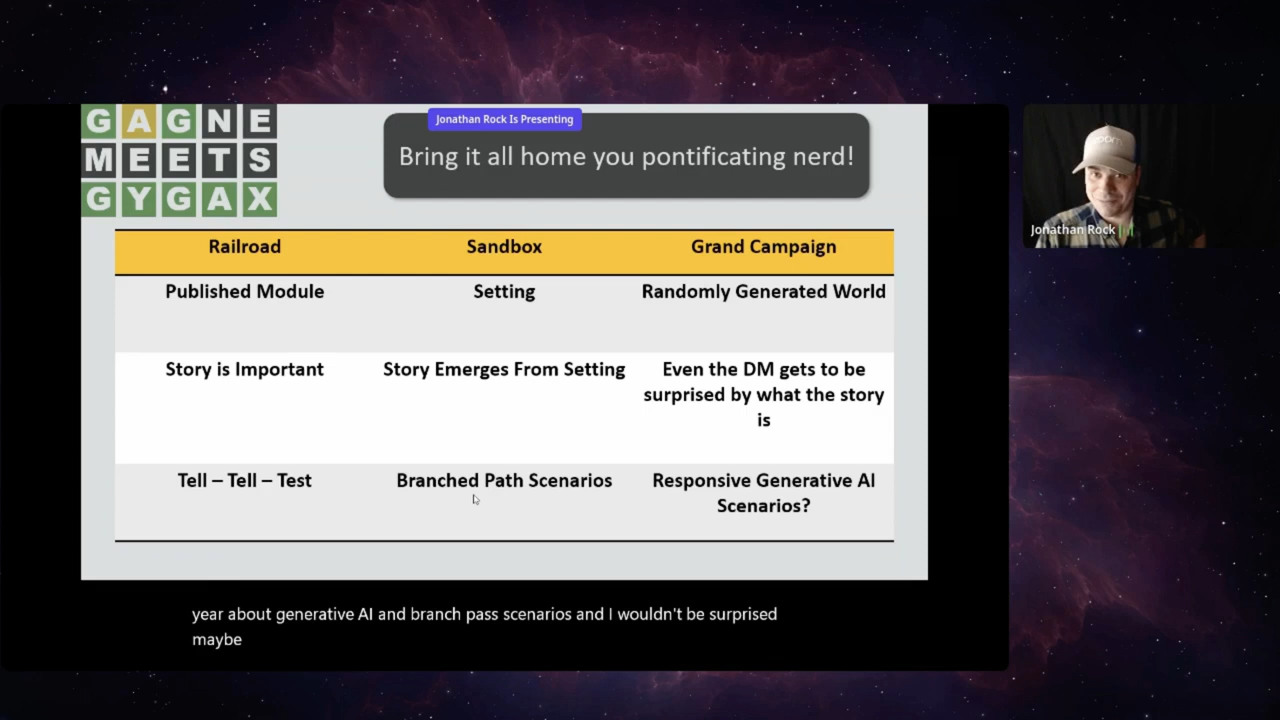 GAGNE
MEETS
GYGAX
Jonathan Rock Is Presenting
Bring it all home you pontificating nerd!
Railroad Sandbox Grand Campaign
Published Module Setting Randomly Generated World
Story is Important Story Emerges From Setting Even the DM gets to be
surprised by what the story
is
Tell – Tell – Test Branched Path Scenarios Responsive Generative AI
Scenarios?
Jonathan Rock
year about generative AI and branch pass scenarios and I wouldn't be surprised
maybe